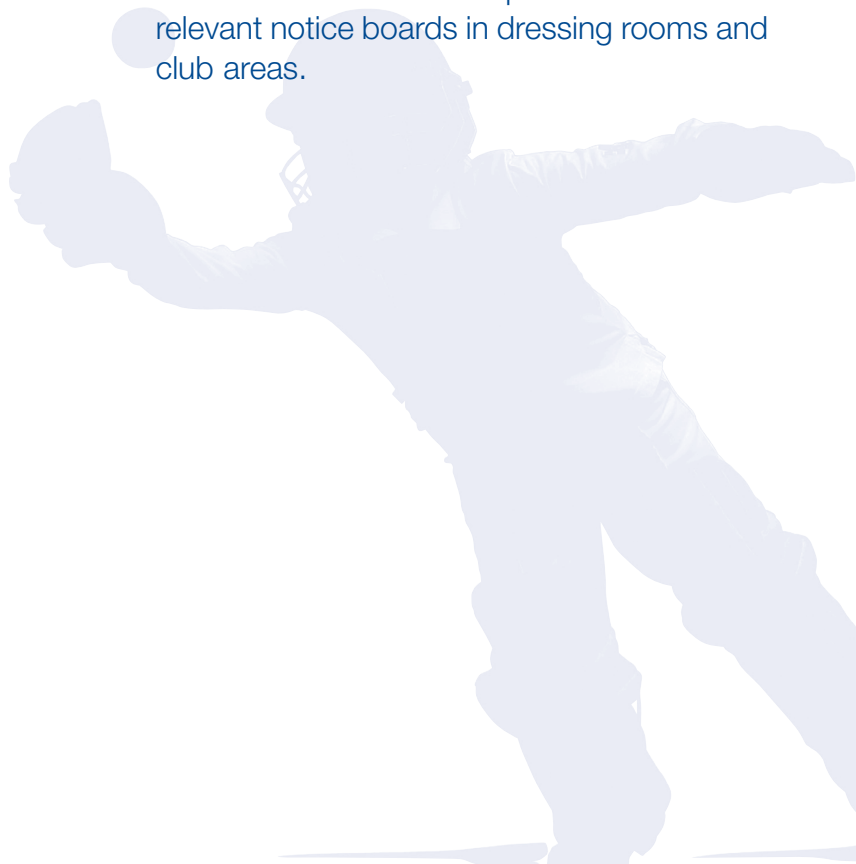 relevant notice boards in dressing rooms and
club areas.